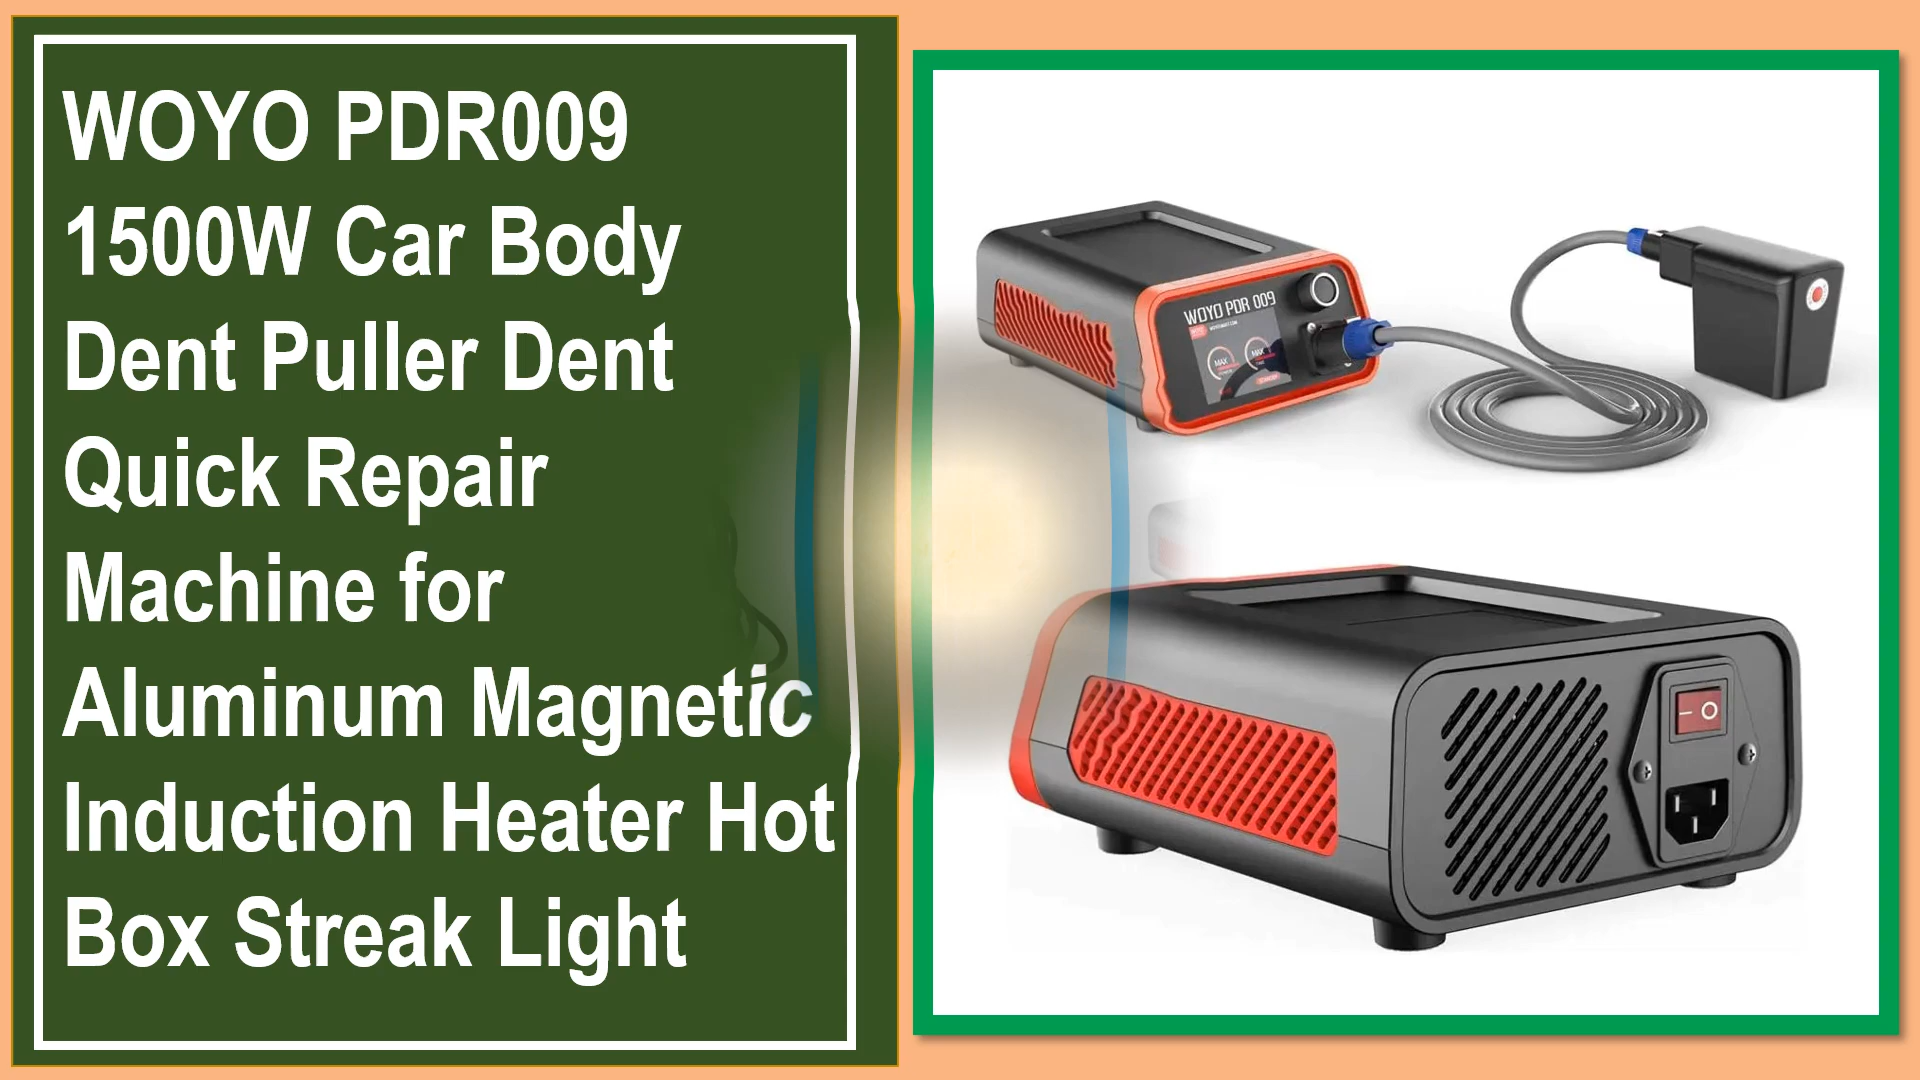 WOYO PDR009
1500W Car Body
Dent Puller Dent
Quick Repair
Machine for
Aluminum Magnetic
Induction Heater Hot
Box Streak Light
WOYO PDR 009
MAX
MAX